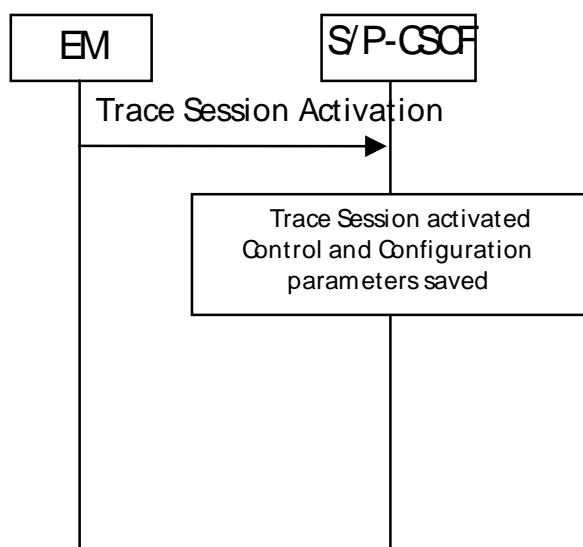 EM
S/P-CSCF
Trace Session Activation
Trace Session activated
Control and Configuration
parameters saved